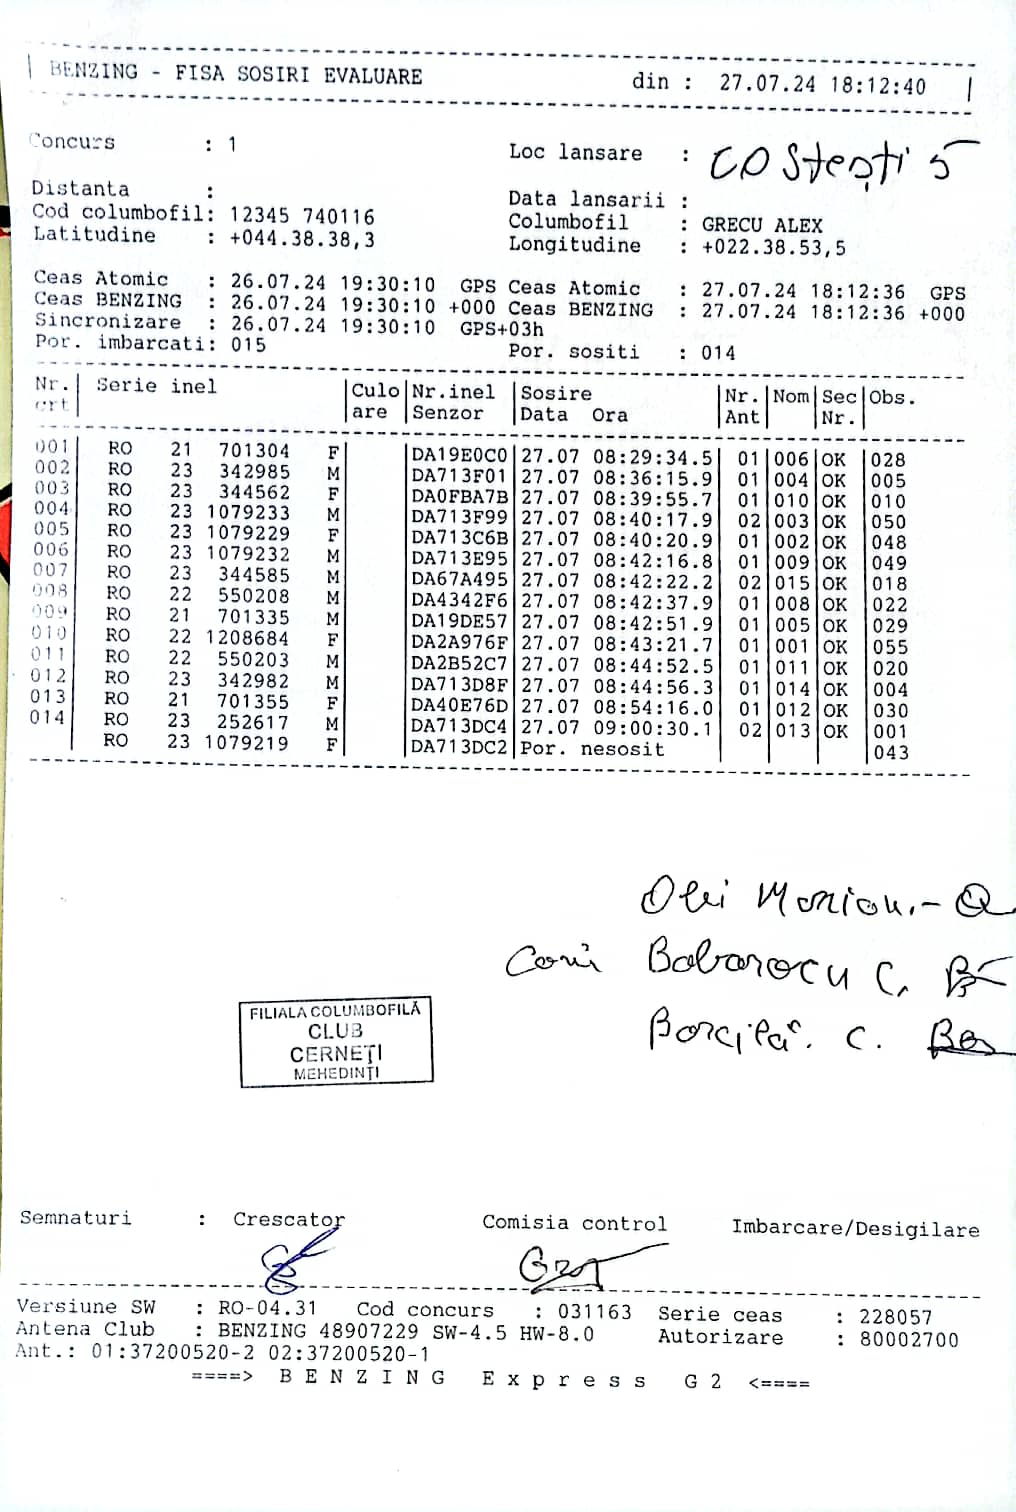 BENZING - FISA SOSIRI EVALUARE din : 27.07.24 18:12:40
Concurs : 1 Loc lansare : Costești 5
Distanta : Data lansarii :
Cod columbofil: 12345 740116 Columbofil : GRECU ALEX
Latitudine : +044.38.38,3 Longitudine : +022.38.53,5
Ceas Atomic : 26.07.24 19:30:10 GPS Ceas Atomic : 27.07.24 18:12:36 GPS
Ceas BENZING : 26.07.24 19:30:10 +000 Ceas BENZING : 27.07.24 18:12:36 +000
Sincronizare : 26.07.24 19:30:10 GPS+03h
Por. imbarcati: 015 Por. sositi : 014
Nr. Serie inel Culo Nr.inel Sosire Nr. Nom Sec Obs.
crt are Senzor Data Ora Ant Nr.
001 RO 21 701304 F DA19E0C0 27.07 08:29:34.5 01 006 OK 028
002 RO 23 342985 M DA713F01 27.07 08:36:15.9 01 004 OK 005
003 RO 23 344562 F DA0FBA7B 27.07 08:39:55.7 01 010 OK 010
004 RO 23 1079233 M DA713F99 27.07 08:40:17.9 02 003 OK 050
005 RO 23 1079229 F DA713C6B 27.07 08:40:20.9 01 002 OK 048
006 RO 23 1079232 M DA713E95 27.07 08:42:16.8 01 009 OK 049
007 RO 23 344585 M DA67A495 27.07 08:42:22.2 02 015 OK 018
008 RO 22 550208 M DA4342F6 27.07 08:42:37.9 01 008 OK 022
009 RO 21 701335 M DA19DE57 27.07 08:42:51.9 01 005 OK 029
010 RO 22 1208684 F DA2A976F 27.07 08:43:21.7 01 001 OK 055
011 RO 22 550203 M DA2B52C7 27.07 08:44:52.5 01 011 OK 020
012 RO 23 342982 M DA713D8F 27.07 08:44:56.3 01 014 OK 004
013 RO 21 701355 F DA40E76D 27.07 08:54:16.0 01 012 OK 030
014 RO 23 252617 M DA713DC4 27.07 09:00:30.1 02 013 OK 001
RO 23 1079219 F DA713DC2 Por. nesosit 043
Babarocu C.
Borcilă. C.
FILIALA COLUMBOFILĂ
CLUB
CERNEȚI
MEHEDINȚI
Semnaturi : Crescator Comisia control Imbarcare/Desigilare
Versiune SW : RO-04.31 Cod concurs : 031163 Serie ceas : 228057
Antena Club : BENZING 48907229 SW-4.5 HW-8.0 Autorizare : 80002700
Ant.: 01:37200520-2 02:37200520-1
====> B E N Z I N G E x p r e s s G 2 <====